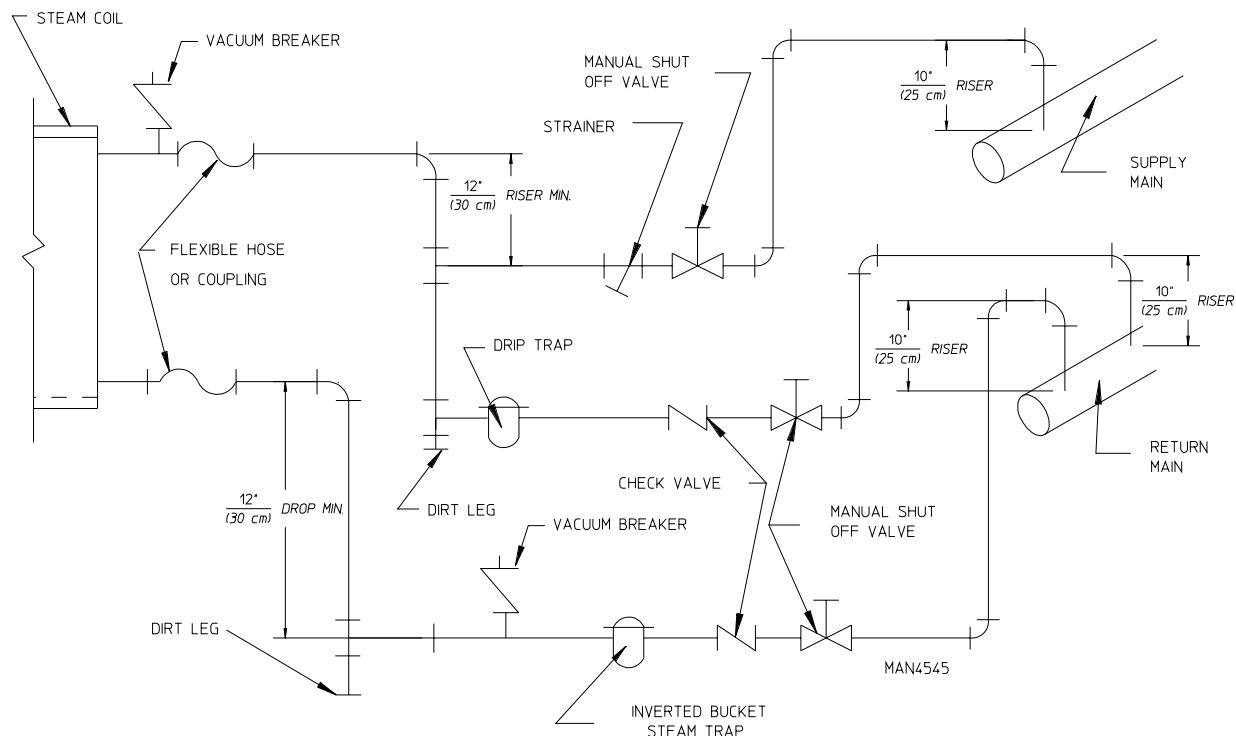 STEAM COIL
VACUUM BREAKER
MANUAL SHUT
OFF VALVE
10"
(25 cm) RISER
STRAINER
SUPPLY
MAIN
12"
(30 cm) RISER MIN.
FLEXIBLE HOSE
OR COUPLING
10"
(25 cm) RISER
10"
(25 cm) RISER
DRIP TRAP
RETURN
MAIN
CHECK VALVE
DIRT LEG
12"
(30 cm) DROP MIN.
MANUAL SHUT
OFF VALVE
VACUUM BREAKER
DIRT LEG
MAN4545
INVERTED BUCKET
STEAM TRAP